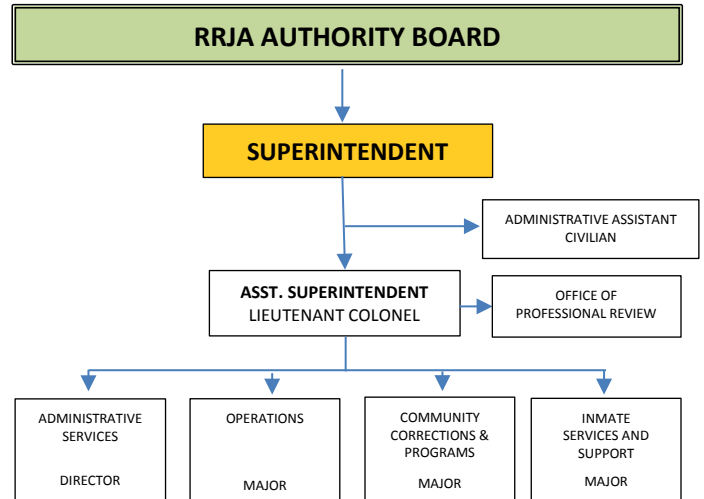 RRJA AUTHORITY BOARD
SUPERINTENDENT
ADMINISTRATIVE ASSISTANT
CIVILIAN
ASST. SUPERINTENDENT
LIEUTENANT COLONEL
OFFICE OF
PROFESSIONAL REVIEW
ADMINISTRATIVE
SERVICES
DIRECTOR
OPERATIONS
MAJOR
COMMUNITY
CORRECTIONS &
PROGRAMS
MAJOR
INMATE
SERVICES AND
SUPPORT
MAJOR